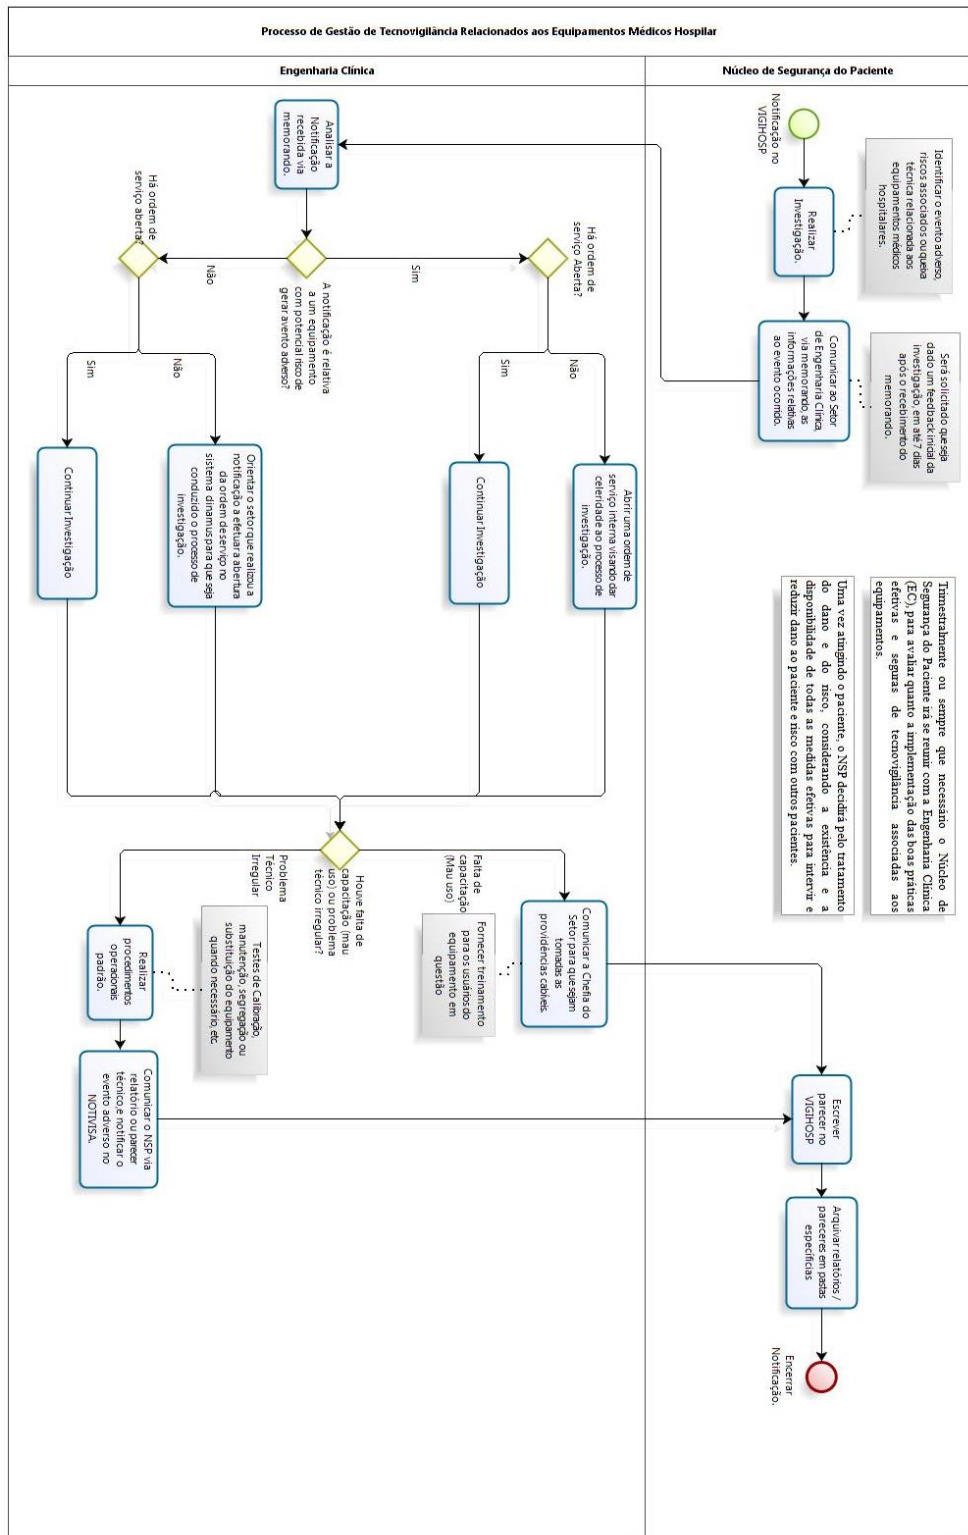 Processo de Gestão de Tecnovigilância Relacionados aos Equipamentos Médicos Hospilar
Engenharia Clínica
Núcleo de Segurança do Paciente
Notificação no
VIGIHOSP
Identificar o evento adverso,
riscos associados ou queixa
técnica relacionada aos
equipamentos médicos
hospitalares.
Realizar
Investigação.
Será solicitado que seja
dado um feedback inicial da
investigação, em até 7 dias
após o recebimento do
memorando.
Comunicar ao Setor
de Engenharia Clínica,
via memorando, as
informações relativas
ao evento ocorrido.
Trimestralmente ou sempre que necessário o Núcleo de
Segurança do Paciente irá se reunir com a Engenharia Clínica
(EC), para avaliar quanto a implementação das boas práticas
efetivas e seguras de tecnovigilância associadas aos
equipamentos.
Uma vez atingindo o paciente, o NSP decidirá pelo tratamento
do dano e do risco, considerando a existência e a
disponibilidade de todas as medidas efetivas para intervir e
reduzir dano ao paciente e risco com outros pacientes.
Escrever
parecer no
VIGIHOSP
Arquivar relatórios /
pareceres em pastas
específicias
Encerrar
Notificação.
Analisar a
Notificação
recebida via
memorando.
A notificação é relativa
a um equipamento
com potencial risco de
gerar avento adverso?
Sim
Não
Há ordem de
serviço Aberta?
Não
Sim
Abrir uma ordem de
serviço interna visando dar
celeridade ao processo de
investigação.
Continuar Investigação
Há ordem de
serviço aberta?
Não
Sim
Orientar o setor que realizou a
notificação a efetuar a abertura
da ordem de serviço no
sistema dinamus para que seja
conduzido o processo de
investigação.
Continuar Investigação
Houve falta de
capacitação (mau
uso) ou problema
técnico irregular?
Falta de
capacitação
(Mau uso)
Comunicar a Chefia do
Setor para que sejam
tomadas as
providências cabíveis.
Fornecer treinamento
para os usuários do
equipamento em
questão
Problema
Técnico
Irregular
Testes de Calibração,
manutenção, segregação ou
substituição do equipamento
quando necessário, etc.
Realizar
procedimentos
operacionais
padrão.
Comunicar o NSP via
relatório ou parecer
técnico,e notificar o
evento adverso no
NOTIVISA.